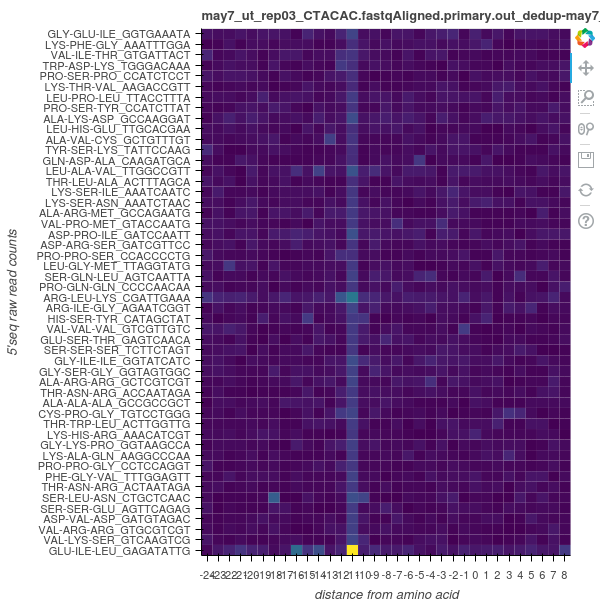 may7_ut_rep03_CTACAC.fastqAligned.primary.out_dedup-may7_
GLY-GLU-ILE_GGTGAAATA
LYS-PHE-GLY_AAATTTGGA
VAL-ILE-THR_GTGATTACT
TRP-ASP-LYS_TGGGACAAA
PRO-SER-PRO_CCATCTCCT
LYS-THR-VAL_AAGACCGTT
LEU-PRO-LEU_TTACCTTTA
PRO-SER-TYR_CCATCTTAT
ALA-LYS-ASP_GCCAAGGAT
LEU-HIS-GLU_TTGCACGAA
ALA-VAL-CYS_GCTGTTTGT
TYR-SER-LYS_TATTCCAAG
GLN-ASP-ALA_CAAGATGCA
LEU-ALA-VAL_TTGGCCGTT
THR-LEU-ALA_ACTTTAGCA
LYS-SER-ILE_AAATCAATC
LYS-SER-ASN_AAATCTAAC
ALA-ARG-MET_GCCAGAATG
VAL-PRO-MET_GTACCAATG
ASP-PRO-ILE_GATCCAATT
ASP-ARG-SER_GATCGTTCC
PRO-PRO-SER_CCACCCCTG
LEU-GLY-MET_TTAGGTATG
SER-GLN-LEU_AGTCAATTA
PRO-GLN-GLN_CCCCAACAA
ARG-LEU-LYS_CGATTGAAA
ARG-ILE-GLY_AGAATCGGT
HIS-SER-TYR_CATAGCTAT
VAL-VAL-VAL_GTCGTTGTC
GLU-SER-THR_GAGTCAACA
SER-SER-SER_TCTTCTAGT
GLY-ILE-ILE_GGTATCATC
GLY-SER-GLY_GGTAGTGGC
ALA-ARG-ARG_GCTCGTCGT
THR-ASN-ARG_ACCAATAGA
ALA-ALA-ALA_GCCGCCGCT
CYS-PRO-GLY_TGTCCTGGG
THR-TRP-LEU_ACTTGGTTG
LYS-HIS-ARG_AAACATCGT
GLY-LYS-PRO_GGTAAGCCA
LYS-ALA-GLN_AAGGCCCAA
PRO-PRO-GLY_CCTCCAGGT
PHE-GLY-VAL_TTTGGAGTT
THR-ASN-ARG_ACTAATAGA
SER-LEU-ASN_CTGCTCAAC
SER-SER-GLU_AGTTCAGAG
ASP-VAL-ASP_GATGTAGAC
VAL-ARG-ARG_GTGCGTCGT
VAL-LYS-SER_GTCAAGTCG
GLU-ILE-LEU_GAGATATTG
5'seq raw read counts
-24-23-22-21-20-19-18-17-16-15-14-13-12-11-10-9 -8 -7 -6 -5 -4 -3 -2 -1 0 1 2 3 4 5 6 7 8
distance from amino acid